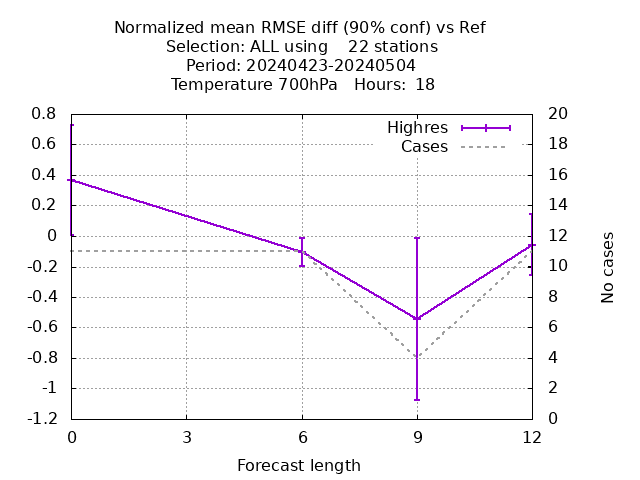 Normalized mean RMSE diff (90% conf) vs Ref
Selection: ALL using    22 stations
Period: 20240423-20240504
Temperature 700hPa   Hours:  18
Highres
Cases
0.8
0.6
0.4
0.2
0
-0.2
-0.4
-0.6
-0.8
-1
-1.2
20
18
16
14
12
10
8
6
4
2
0
No cases
0 3 6 9 12
Forecast length